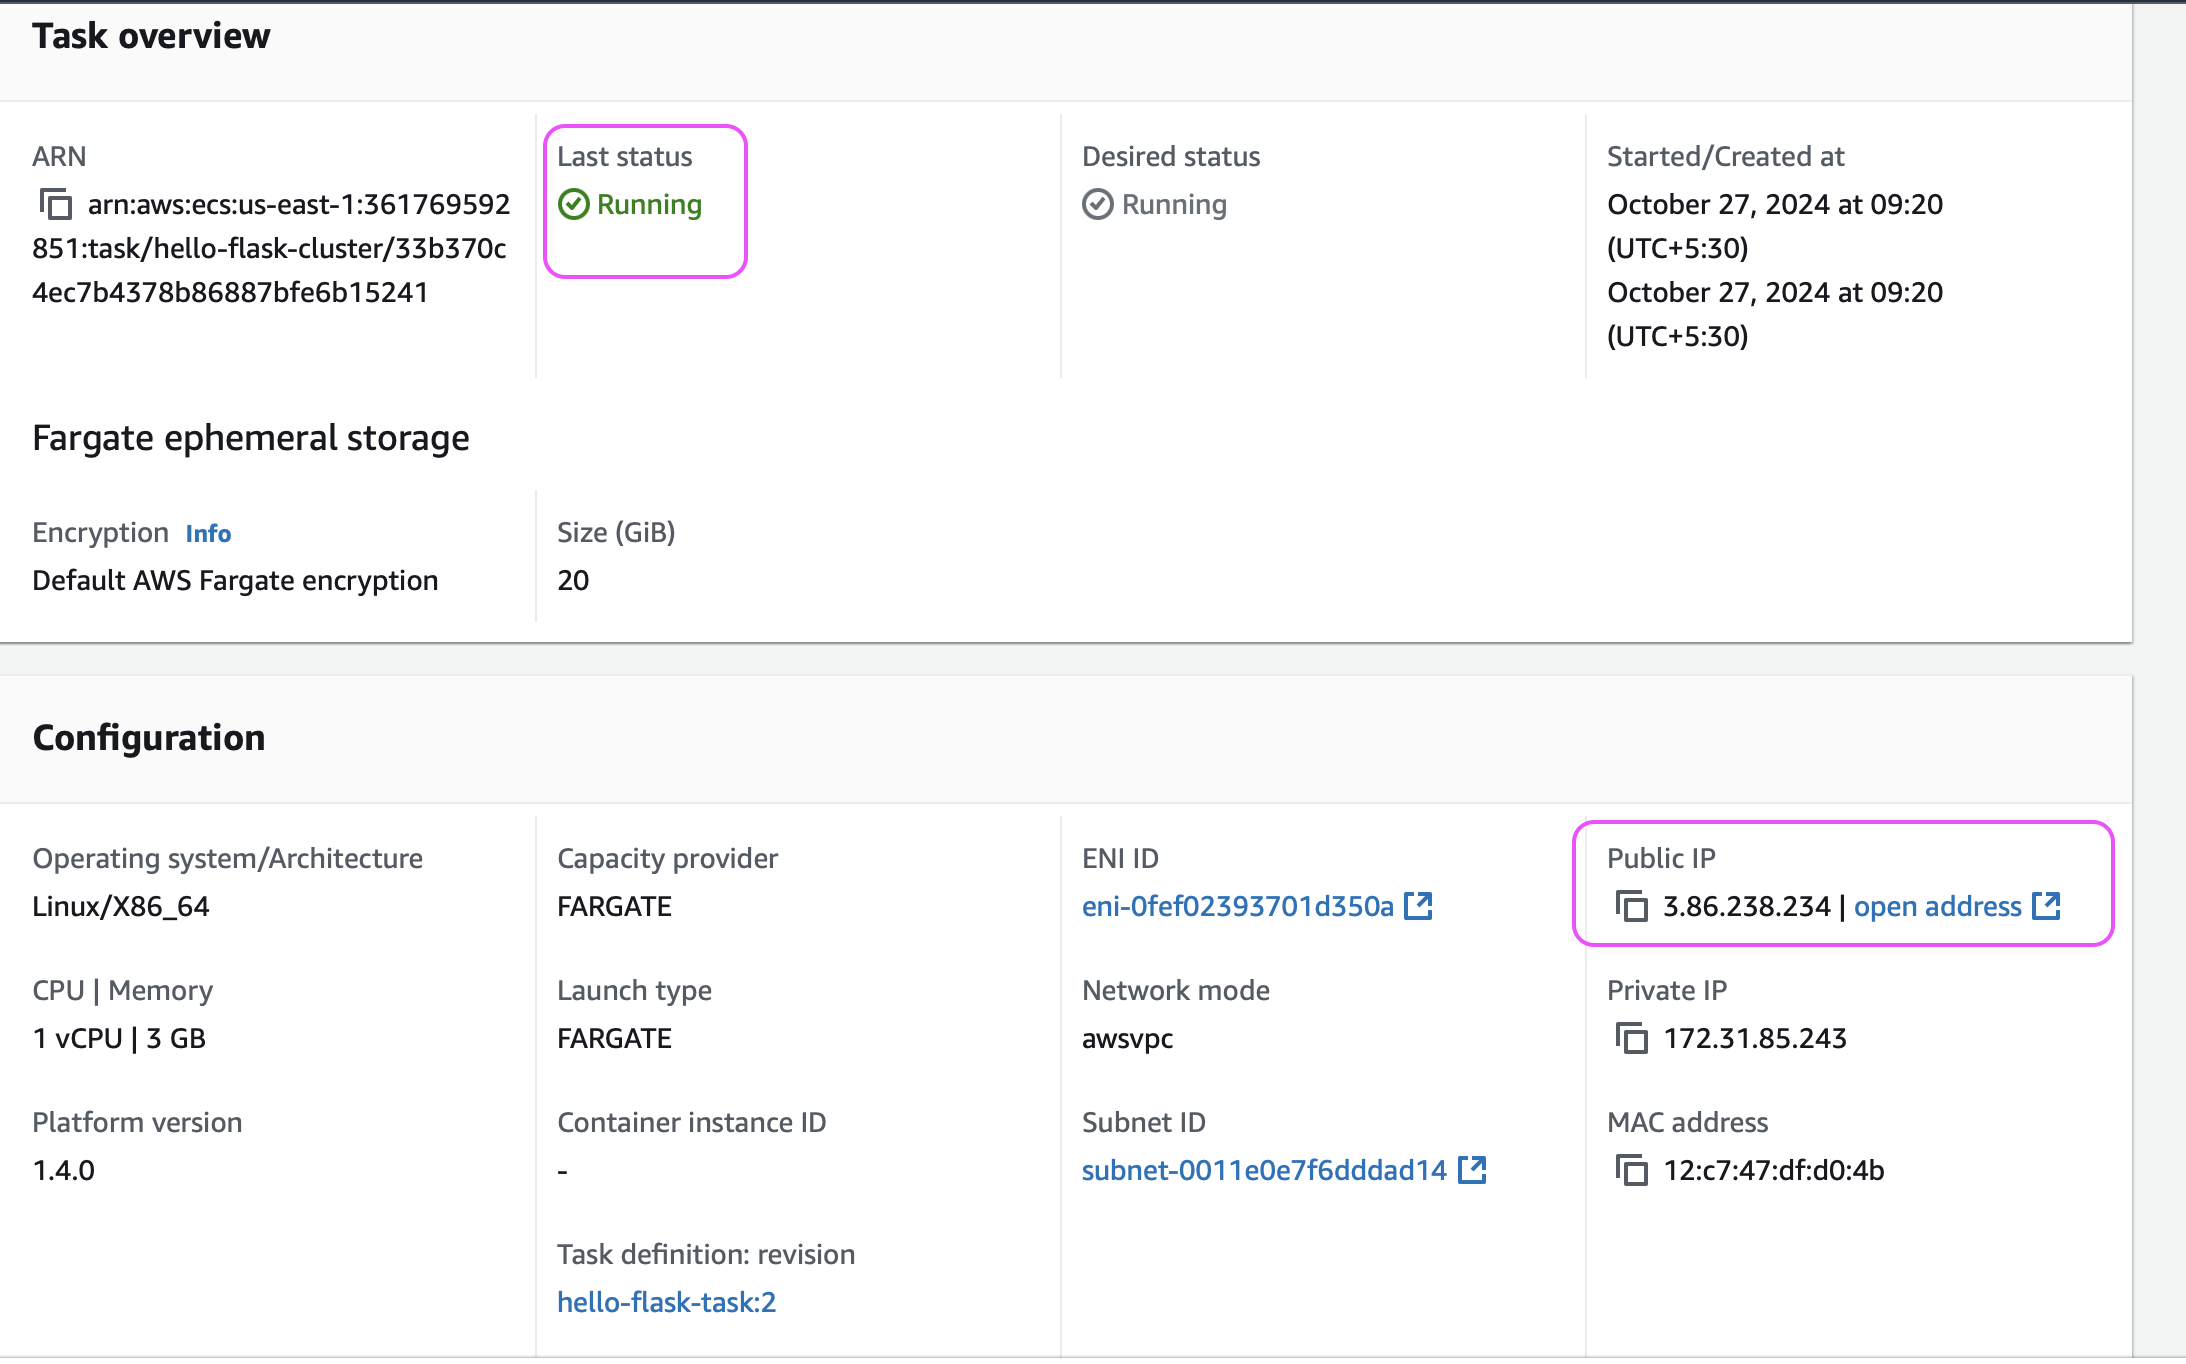 Task overview
ARN
arn:aws:ecs:us-east-1:361769592
851:task/hello-flask-cluster/33b370c
4ec7b4378b86887bfe6b15241
Last status
Running
Desired status
Running
Started/Created at
October 27, 2024 at 09:20
(UTC+5:30)
October 27, 2024 at 09:20
(UTC+5:30)
Fargate ephemeral storage
Encryption Info
Default AWS Fargate encryption
Size (GiB)
20
Configuration
Operating system/Architecture
Linux/X86_64
CPU | Memory
1 vCPU | 3 GB
Platform version
1.4.0
Capacity provider
FARGATE
Launch type
FARGATE
Container instance ID
-
Task definition: revision
hello-flask-task:2
ENI ID
eni-0fef02393701d350a
Network mode
awsvpc
Subnet ID
subnet-0011e0e7f6dddad14
Public IP
3.86.238.234 | open address
Private IP
172.31.85.243
MAC address
12:c7:47:df:d0:4b